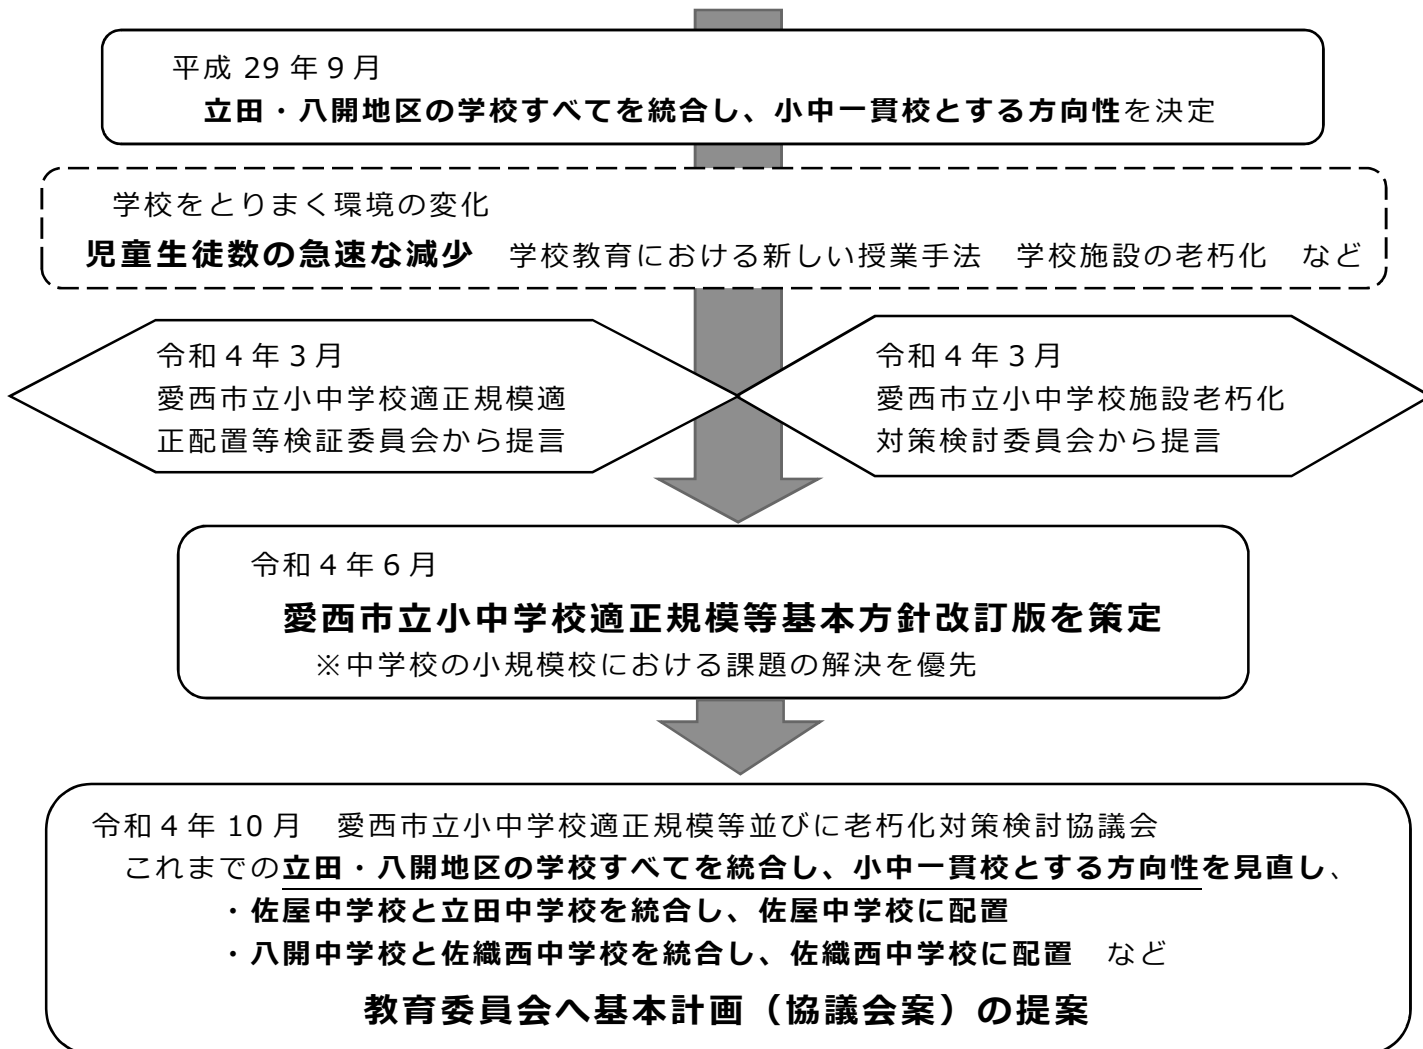 平成 29 年 9 月
立田・八開地区の学校すべてを統合し、小中一貫校とする方向性を決定
学校をとりまく環境の変化
児童生徒数の急速な減少　学校教育における新しい授業手法　学校施設の老朽化　など
令和 4 年 3 月
愛西市立小中学校適正規模適
正配置等検証委員会から提言
令和 4 年 3 月
愛西市立小中学校施設老朽化
対策検討委員会から提言
令和 4 年 6 月
愛西市立小中学校適正規模等基本方針改訂版を策定
※中学校の小規模校における課題の解決を優先
令和 4 年 10 月　愛西市立小中学校適正規模等並びに老朽化対策検討協議会
これまでの立田・八開地区の学校すべてを統合し、小中一貫校とする方向性を見直し、
・佐屋中学校と立田中学校を統合し、佐屋中学校に配置
・八開中学校と佐織西中学校を統合し、佐織西中学校に配置　など
教育委員会へ基本計画（協議会案）の提案